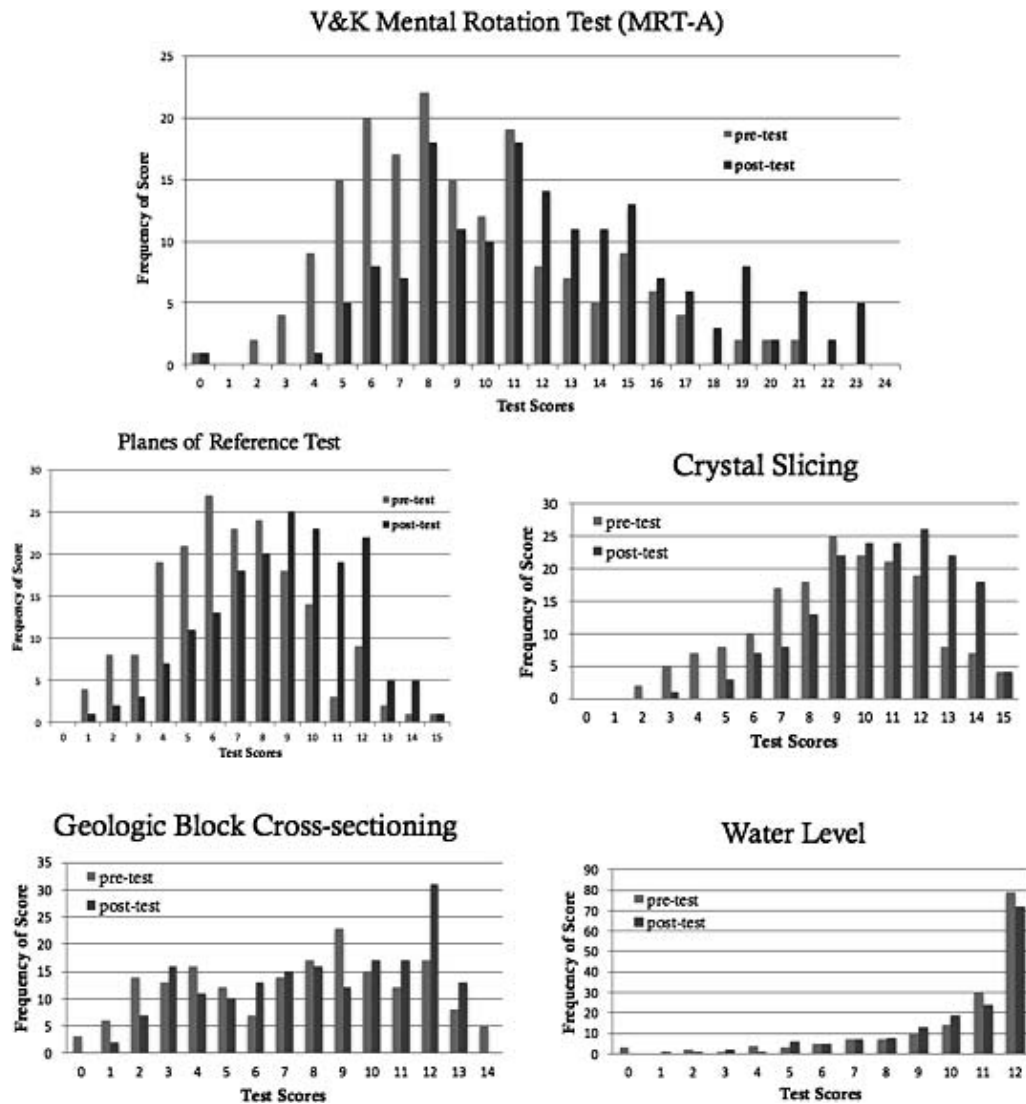 V&K Mental Rotation Test (MRT-A)
25
20
15
10
5
0
Frequency of Score
pre-test
post-test
0 1 2 3 4 5 6 7 8 9 10 11 12 13 14 15 16 17 18 19 20 21 22 23 24
Test Scores
Planes of Reference Test
30
25
20
15
10
5
0
Frequency of Score
pre-test
post-test
0 1 2 3 4 5 6 7 8 9 10 11 12 13 14 15
Test Scores
Crystal Slicing
30
25
20
15
10
5
0
Frequency of Score
pre-test
post-test
0 1 2 3 4 5 6 7 8 9 10 11 12 13 14 15
Test Scores
Geologic Block Cross-sectioning
35
30
25
20
15
10
5
0
Frequency of Score
pre-test
post-test
0 1 2 3 4 5 6 7 8 9 10 11 12 13 14
Test Scores
Water Level
90
80
70
60
50
40
30
20
10
0
Frequency of Score
pre-test
post-test
0 1 2 3 4 5 6 7 8 9 10 11 12
Test Scores